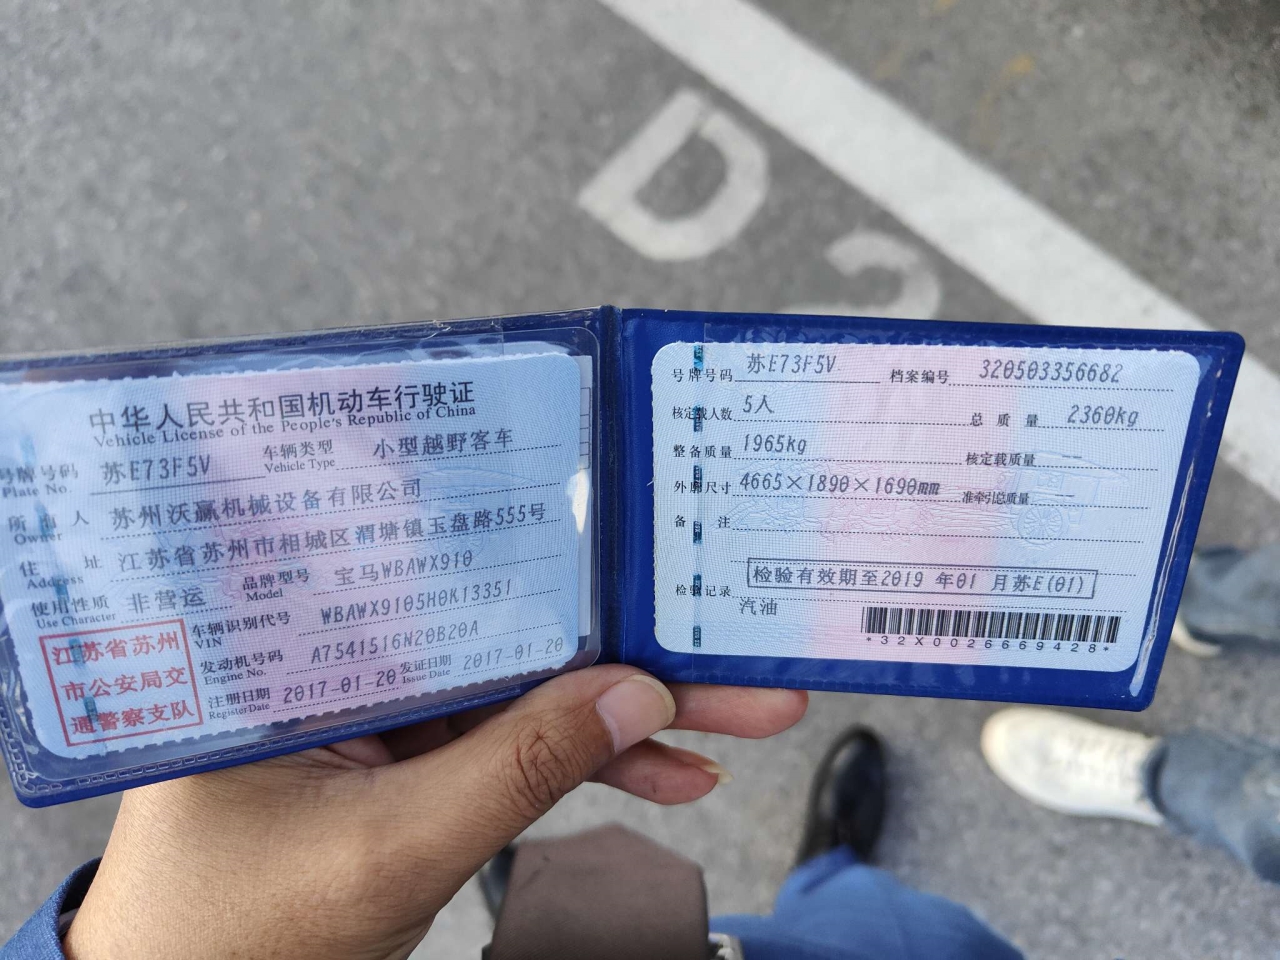 中华人民共和国机动车行驶证
Vehicle License of the People's Republic of China
号牌号码 苏E73F5V 车辆类型 小型越野客车
Plate No. Vehicle Type
所有人 苏州沃赢机械设备有限公司
Owner
住址 江苏省苏州市相城区渭塘镇玉盘路555号
Address
使用性质 非营运 品牌型号 宝马WBAWX910
Use Character Model
江苏省苏州
市公安局交
通警察支队
车辆识别代号 WBAWX9105H0K13351
VIN
发动机号码 A7541516N20B20A
Engine No.
注册日期 2017-01-20 发证日期 2017-01-20
Register Date Issue Date
号牌号码 苏E73F5V 档案编号 320503356682
核定载人数 5人 总质量 2360kg
整备质量 1965kg 核定载质量 --
外廓尺寸 4665×1890×1690mm 准牵引总质量 --
备注
检验有效期至2019年01月苏E(01)
检验记录
汽油
*32X0026669428*
D